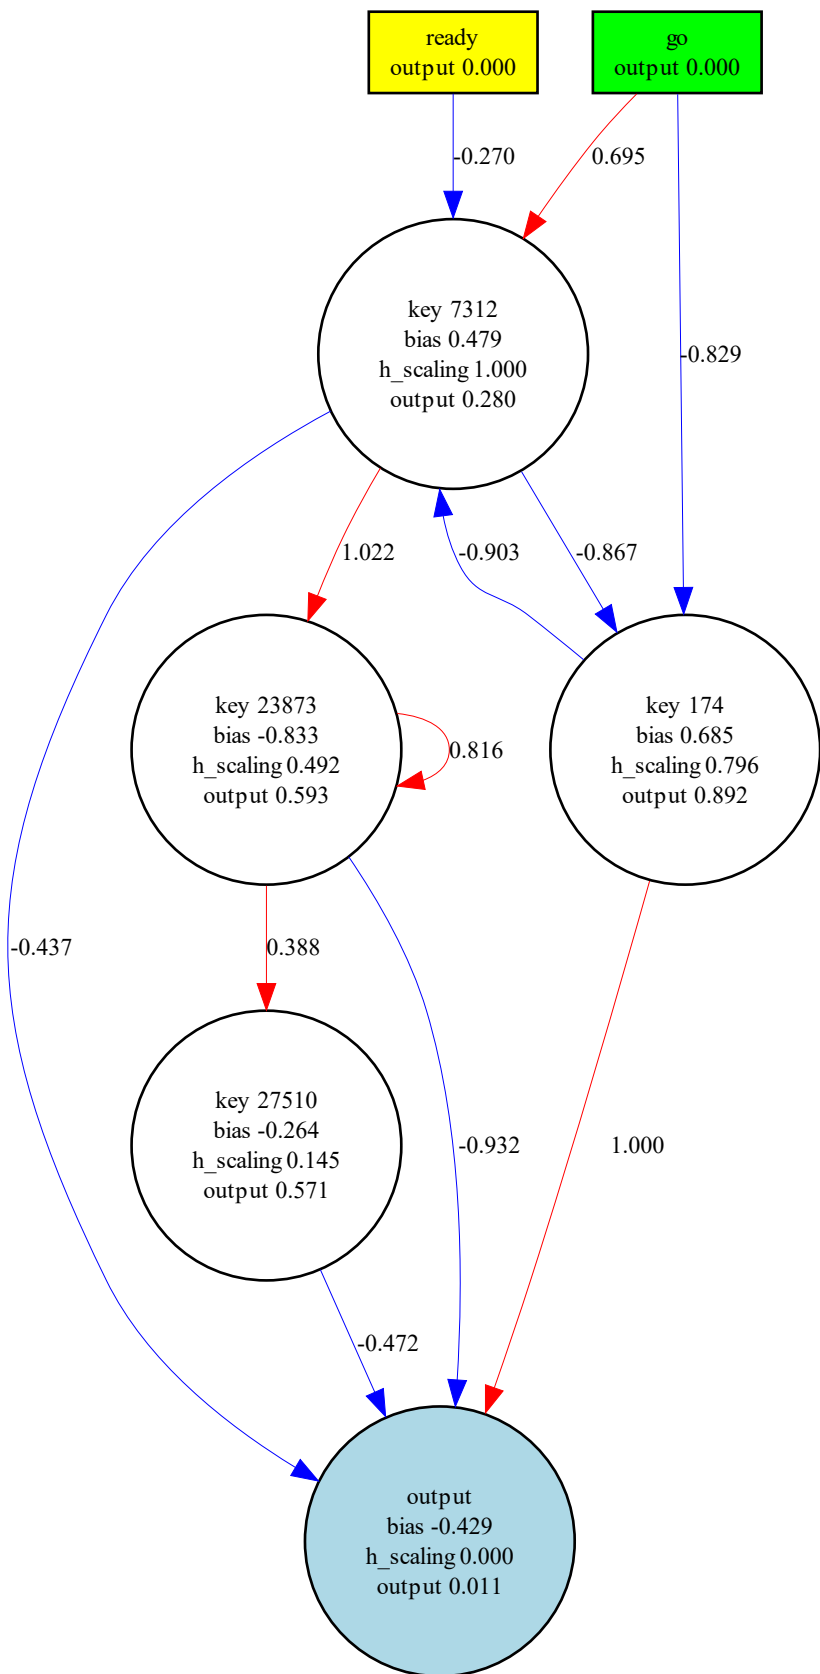 ready
output 0.000
go
output 0.000
-0.270
0.695
key 7312
bias 0.479
h_scaling 1.000
output 0.280
-0.829
1.022
-0.903
-0.867
key 23873
bias -0.833
h_scaling 0.492
output 0.593
0.816
key 174
bias 0.685
h_scaling 0.796
output 0.892
-0.437
0.388
key 27510
bias -0.264
h_scaling 0.145
output 0.571
-0.932
1.000
-0.472
output
bias -0.429
h_scaling 0.000
output 0.011